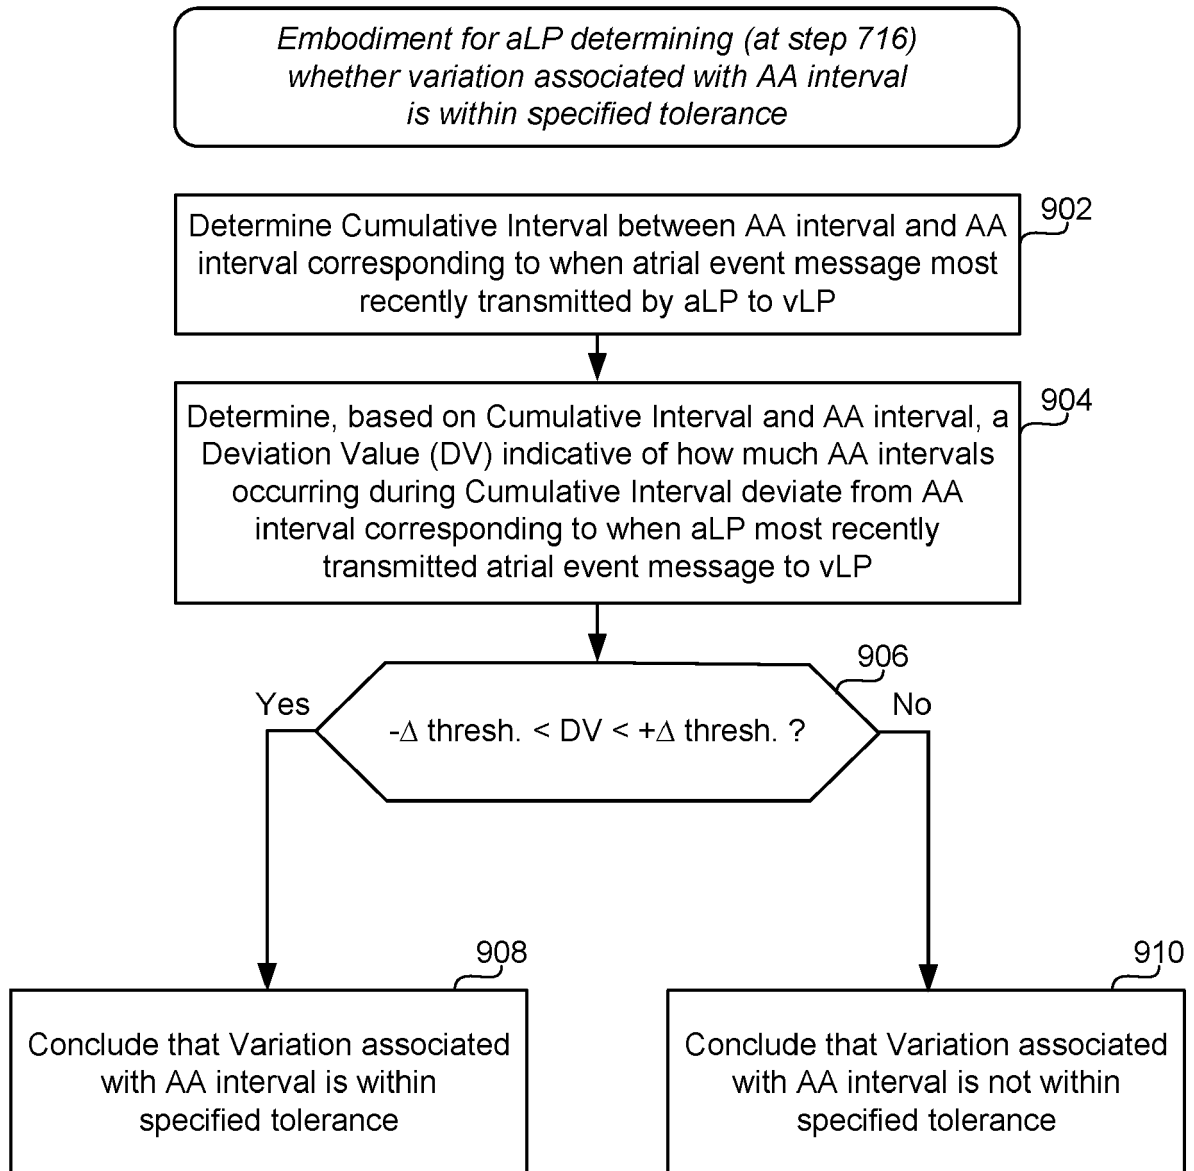 Embodiment for aLP determining (at step 716)
whether variation associated with AA interval
is within specified tolerance
902
Determine Cumulative Interval between AA interval and AA
interval corresponding to when atrial event message most
recently transmitted by aLP to vLP
904
Determine, based on Cumulative Interval and AA interval, a
Deviation Value (DV) indicative of how much AA intervals
occurring during Cumulative Interval deviate from AA
interval corresponding to when aLP most recently
transmitted atrial event message to vLP
906
Yes
No
-Δ thresh. < DV < +Δ thresh. ?
908
Conclude that Variation associated
with AA interval is within
specified tolerance
910
Conclude that Variation associated
with AA interval is not within
specified tolerance